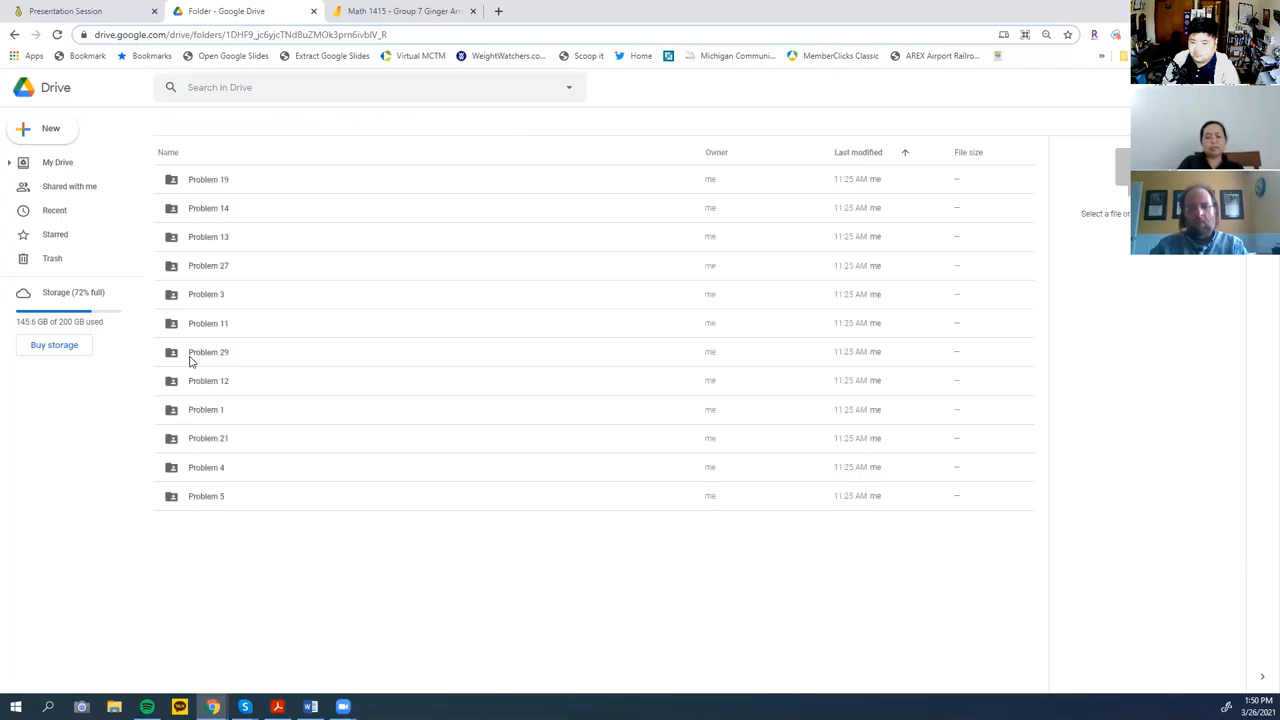 Presentation Session
Folder - Google Drive
Math 1415 - Group 7 Ginger Am
drive.google.com/drive/folders/
Apps
Bookmark
Bookmarks
Open Google Slides
Extract Google Slides
Virtual MCTM
WeightWatchers.co...
Scoop it
Home
Michigan Communi...
MemberClicks Classic
AREX Airport Railro...
»
Drive
Search in Drive
New
My Drive
Shared with me
Recent
Starred
Trash
Storage (72% full)
145.6 GB of 200 GB used
Buy storage
Name Owner Last modified File size
Problem 19 me 11:25 AM me —
Problem 14 me 11:25 AM me —
Problem 13 me 11:25 AM me —
Problem 27 me 11:25 AM me —
Problem 3 me 11:25 AM me —
Problem 11 me 11:25 AM me —
Problem 29 me 11:25 AM me —
Problem 12 me 11:25 AM me —
Problem 1 me 11:25 AM me —
Problem 21 me 11:25 AM me —
Problem 4 me 11:25 AM me —
Problem 5 me 11:25 AM me —
Select a file or
TALK
1:50 PM
3/26/2021